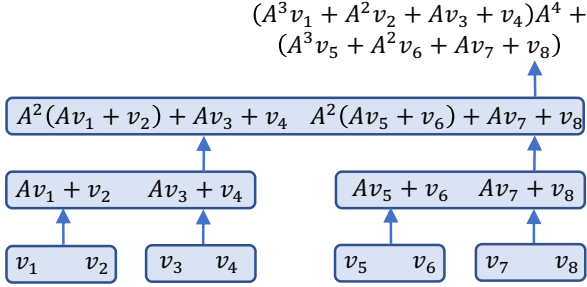 (A³v₁ + A²v₂ + Av₃ + v₄)A⁴ +
(A³v₅ + A²v₆ + Av₇ + v₈)
A²(Av₁ + v₂) + Av₃ + v₄ A²(Av₅ + v₆) + Av₇ + v₈
Av₁ + v₂ Av₃ + v₄ Av₅ + v₆ Av₇ + v₈
v₁ v₂ v₃ v₄ v₅ v₆ v₇ v₈